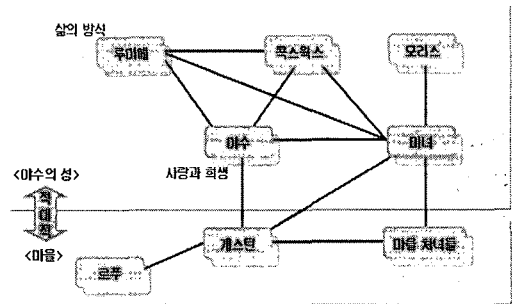 삶의 방식
루미에
콕스웍스
모리스
야수
미녀
사랑과 희생
<야수의 성>
적
대
적
<마을>
개스톤
마을 처녀들
르푸